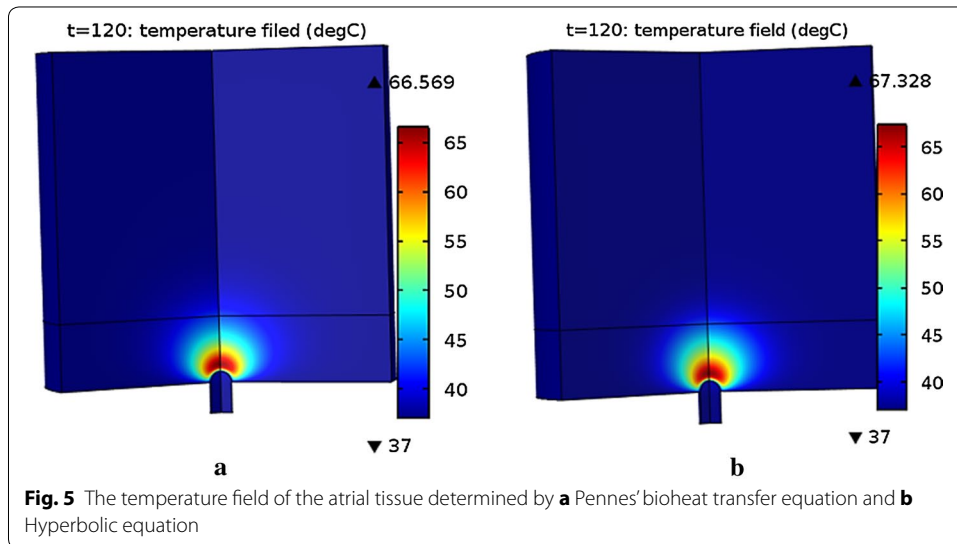 t=120: temperature filed (degC)
▲ 66.569
65
60
55
50
45
40
▼ 37
a
t=120: temperature field (degC)
▲ 67.328
65
60
55
50
45
40
▼ 37
b
Fig. 5 The temperature field of the atrial tissue determined by a Pennes’ bioheat transfer equation and b
Hyperbolic equation